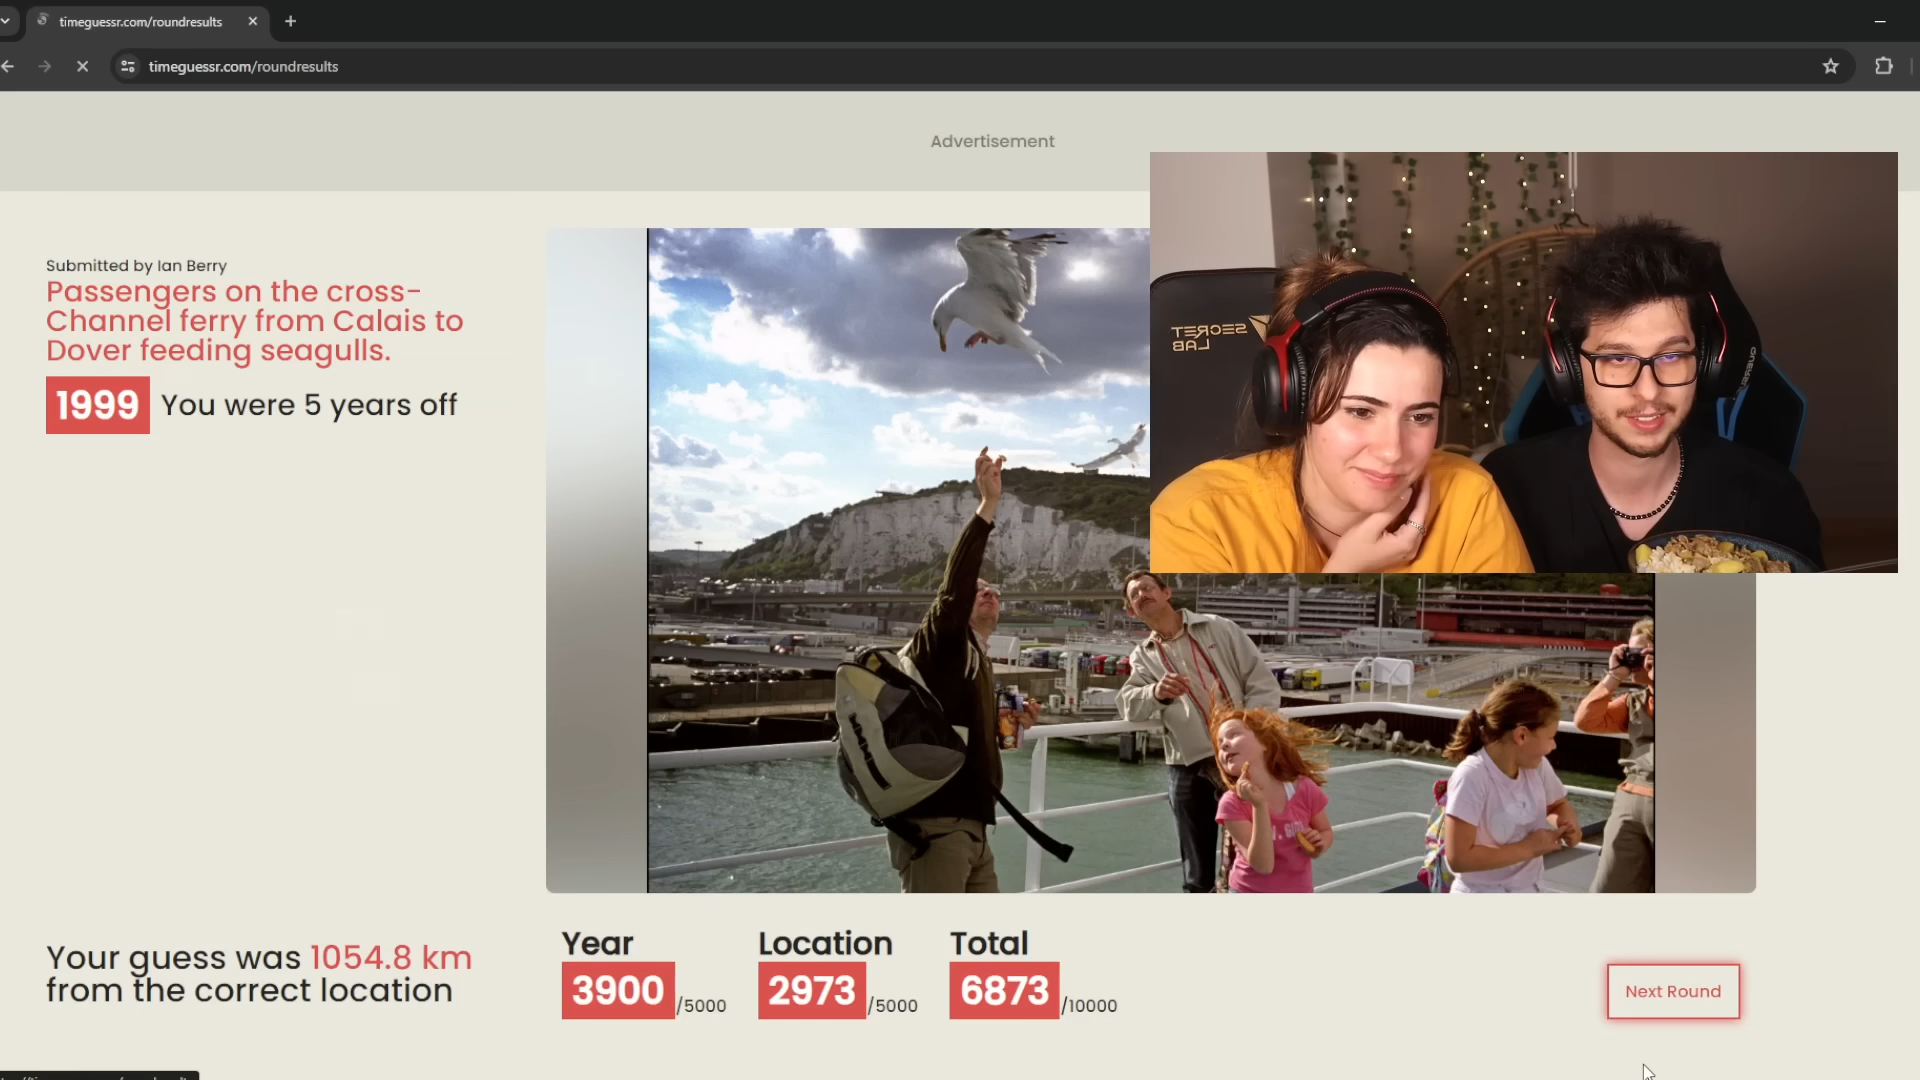 timeguessr.com/roundresults
timeguessr.com/roundresults
Advertisement
Submitted by Ian Berry
Passengers on the cross-
Channel ferry from Calais to
Dover feeding seagulls.
1999 You were 5 years off
SECRET
LAB
Your guess was 1054.8 km
from the correct location
Year
3900 /5000
Location
2973 /5000
Total
6873 /10000
Next Round